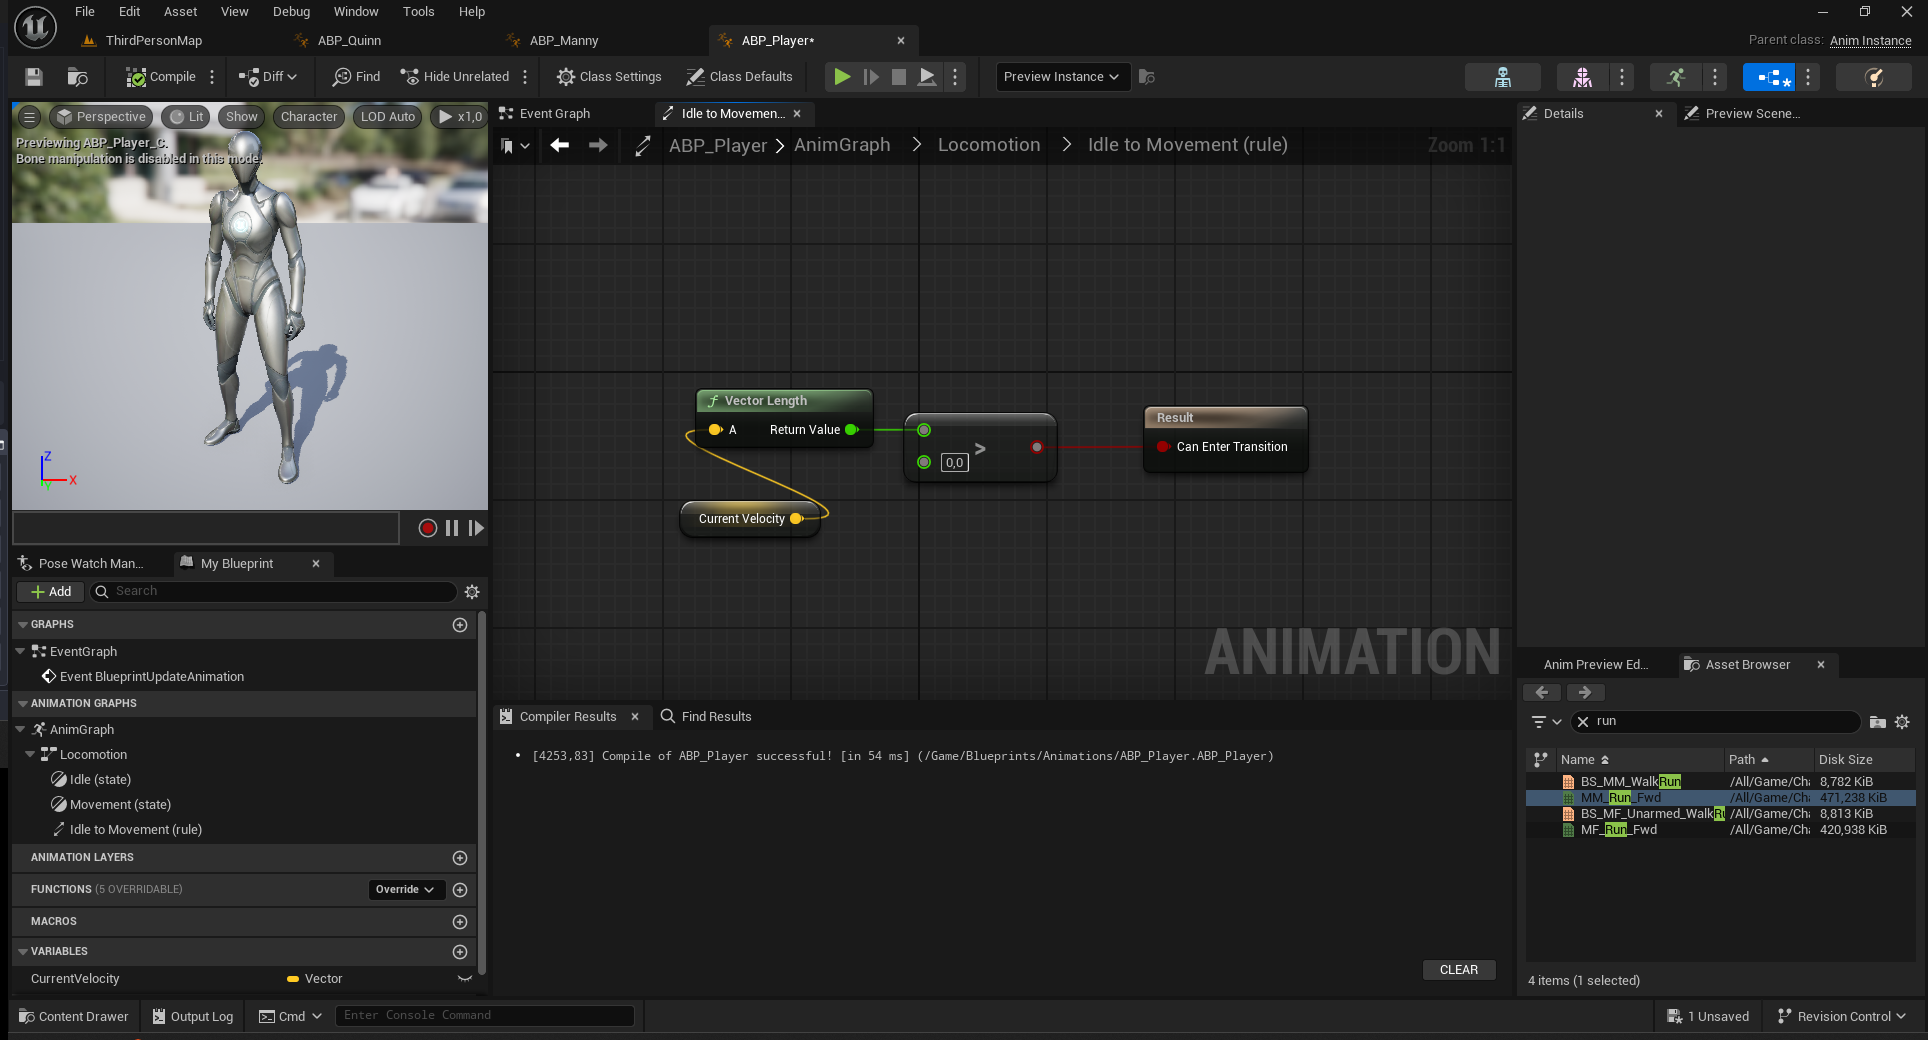 File Edit Asset View Debug Window Tools Help
ThirdPersonMap ABP_Quinn ABP_Manny ABP_Player* Parent class: Anim Instance
Compile Diff Find Hide Unrelated Class Settings Class Defaults Preview Instance
Perspective Lit Show Character LOD Auto x1,0
Previewing ABP_Player_C.
Bone manipulation is disabled in this mode.
Z
X
Y
Event Graph Idle to Movemen...
ABP_Player > AnimGraph > Locomotion > Idle to Movement (rule) Zoom 1:1
Vector Length
A Return Value
0,0
>
Result
Can Enter Transition
Current Velocity
ANIMATION
Details Preview Scene...
Pose Watch Man... My Blueprint
Add Search
GRAPHS
EventGraph
Event BlueprintUpdateAnimation
ANIMATION GRAPHS
AnimGraph
Locomotion
Idle (state)
Movement (state)
Idle to Movement (rule)
ANIMATION LAYERS
FUNCTIONS (5 OVERRIDABLE) Override
MACROS
VARIABLES
CurrentVelocity Vector
Compiler Results Find Results
• [4253,83] Compile of ABP_Player successful! [in 54 ms] (/Game/Blueprints/Animations/ABP_Player.ABP_Player)
CLEAR
Anim Preview Ed... Asset Browser
run
Name Path Disk Size
BS_MM_WalkRun /All/Game/Cha 8,782 KiB
MM_Run_Fwd /All/Game/Cha 471,238 KiB
BS_MF_Unarmed_WalkRu /All/Game/Cha 8,813 KiB
MF_Run_Fwd /All/Game/Cha 420,938 KiB
4 items (1 selected)
Content Drawer Output Log Cmd Enter Console Command 1 Unsaved Revision Control